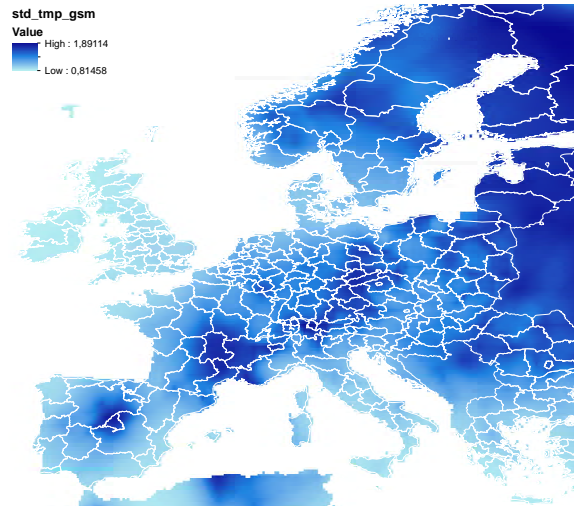 std_tmp_gsm
Value
High : 1,89114
Low : 0,81458